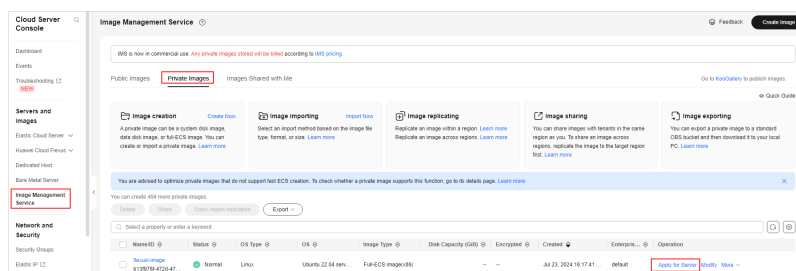 Cloud Server
Console
Dashboard
Events
Troubleshooting
NEW
Servers and
Images
Elastic Cloud Server
Huawei Cloud Flexus
Dedicated Host
Bare Metal Server
Image Management
Service
Network and
Security
Security Groups
Elastic IP
Image Management Service
Feedback
Create Image
IMS is now in commercial use. Any private images stored will be billed according to IMS pricing.
Public Images Private Images Images Shared with Me
Go to KooGallery to publish images.
Quick Guide
Image creation Create Now
A private image can be a system disk image,
data disk image, or full-ECS image. You can
create or import a private image. Learn more
Image importing Import Now
Select an import method based on the image file
type, format, or size. Learn more
Image replicating
Replicate an image within a region. Learn more
Replicate an image across regions. Learn more
Image sharing
You can share images with tenants in the same
region as you. To share an image across
regions, replicate the image to the target region
first. Learn more
Image exporting
You can export a private image to a standard
OBS bucket and then download it to your local
PC. Learn more
You are advised to optimize private images that do not support fast ECS creation. To check whether a private image supports this function, go to its details page. Learn more
You can create 494 more private images.
Delete Share Cross-region replication Export
Select a property or enter a keyword.
Name/ID Status OS Type OS Image Type Disk Capacity (GiB) Encrypted Created Enterpris... Operation
flexusl-image Normal Linux Ubuntu 22.04 serv... Full-ECS image(x86) -- -- Jul 23, 2024 16:17:41 ... default Apply for Server Modify More